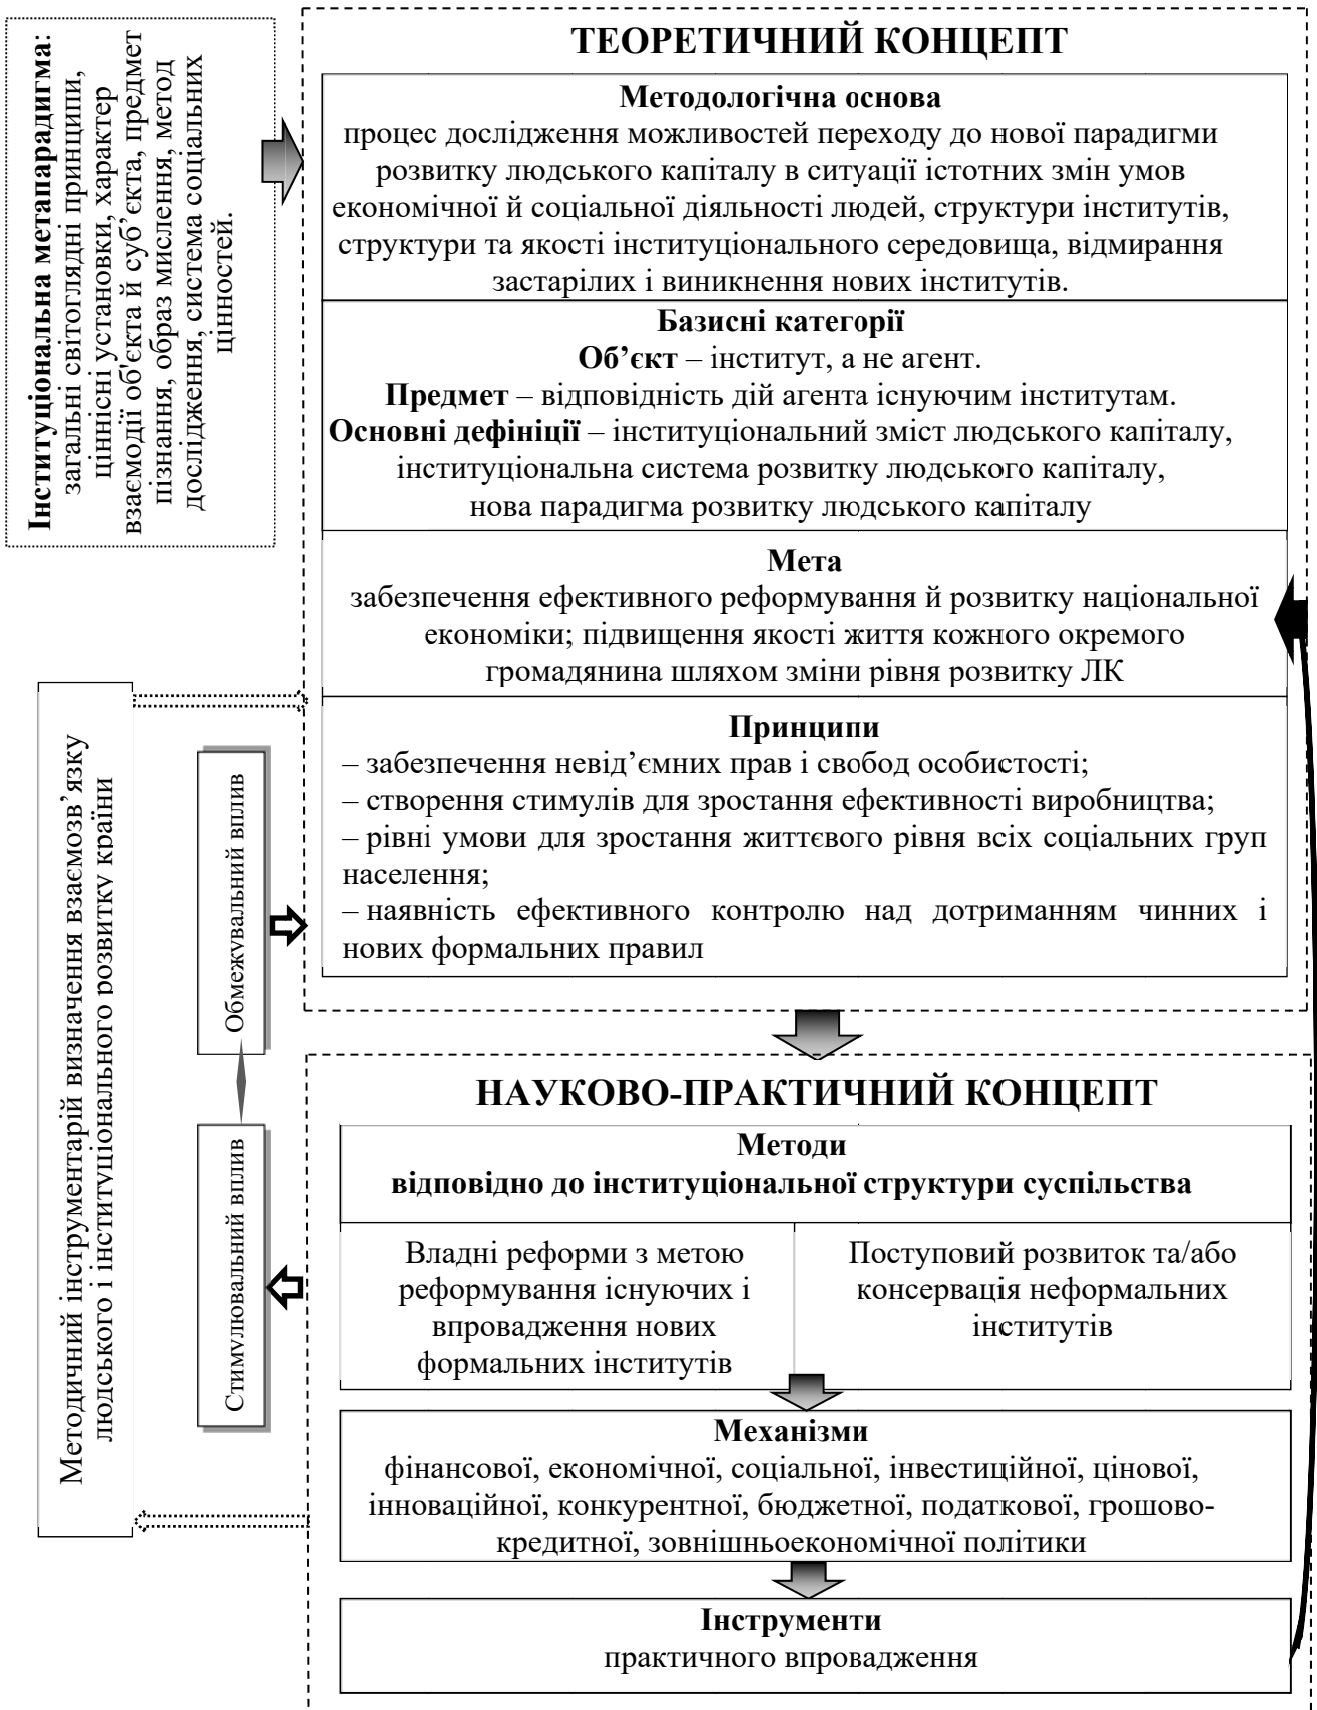 Інституціональна метапарадигма:
загальні світоглядні принципи,
ціннісні установки, характер
взаємодії об'єкта й суб’єкта, предмет
пізнання, образ мислення, метод
дослідження, система соціальних
цінностей.
ТЕОРЕТИЧНИЙ КОНЦЕПТ
Методологічна основа
процес дослідження можливостей переходу до нової парадигми
розвитку людського капіталу в ситуації істотних змін умов
економічної й соціальної діяльності людей, структури інститутів,
структури та якості інституціонального середовища, відмирання
застарілих і виникнення нових інститутів.
Базисні категорії
Об’єкт – інститут, а не агент.
Предмет – відповідність дій агента існуючим інститутам.
Основні дефініції – інституціональний зміст людського капіталу,
інституціональна система розвитку людського капіталу,
нова парадигма розвитку людського капіталу
Мета
забезпечення ефективного реформування й розвитку національної
економіки; підвищення якості життя кожного окремого
громадянина шляхом зміни рівня розвитку ЛК
Принципи
– забезпечення невід’ємних прав і свобод особистості;
– створення стимулів для зростання ефективності виробництва;
– рівні умови для зростання життєвого рівня всіх соціальних груп
населення;
– наявність ефективного контролю над дотриманням чинних і
нових формальних правил
Методичний інструментарій визначення взаємозв’язку
людського і інституціонального розвитку країни
Обмежувальний вплив
Стимулювальний вплив
НАУКОВО-ПРАКТИЧНИЙ КОНЦЕПТ
Методи
відповідно до інституціональної структури суспільства
Владні реформи з метою
реформування існуючих і
впровадження нових
формальних інститутів
Поступовий розвиток та/або
консервація неформальних
інститутів
Механізми
фінансової, економічної, соціальної, інвестиційної, цінової,
інноваційної, конкурентної, бюджетної, податкової, грошово-
кредитної, зовнішньоекономічної політики
Інструменти
практичного впровадження